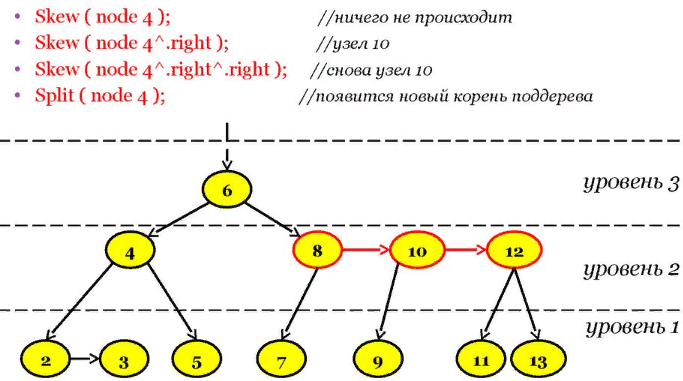 • Skew ( node 4 ); //ничего не происходит
• Skew ( node 4^.right ); //узел 10
• Skew ( node 4^.right^.right ); //снова узел 10
• Split ( node 4 ); //появится новый корень поддерева
6 уровень 3
4 8 10 12
уровень 2
уровень 1
2 3 5 7 9 11 13